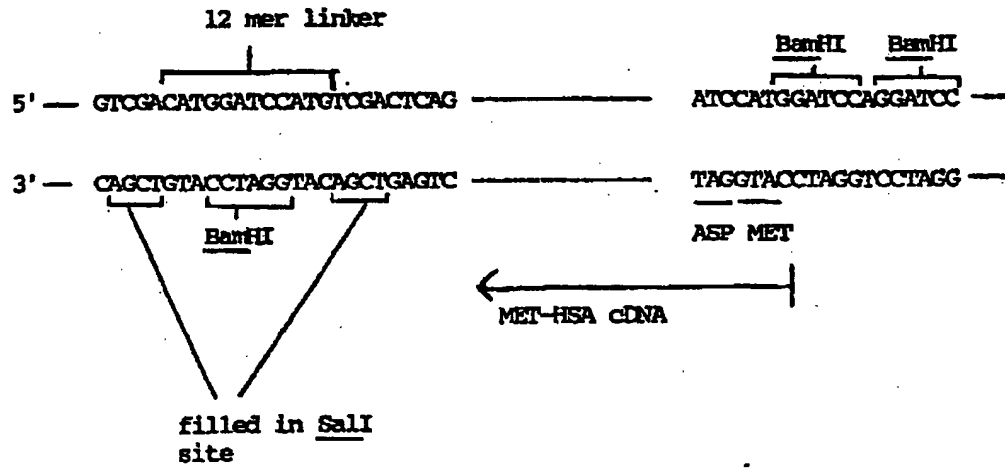 12 mer linker
BamHI BamHI
5'— GTCGACATGGATCCATGTCGACTCAG ATCCATGGATCCAGGATCC —
3'— CAGCTGTACCTAGGTACAGCTGAGTC TAGGTACCTAGGTCCTAGG —
BamHI ASP MET
MET-HSA cDNA
filled in SalI
site